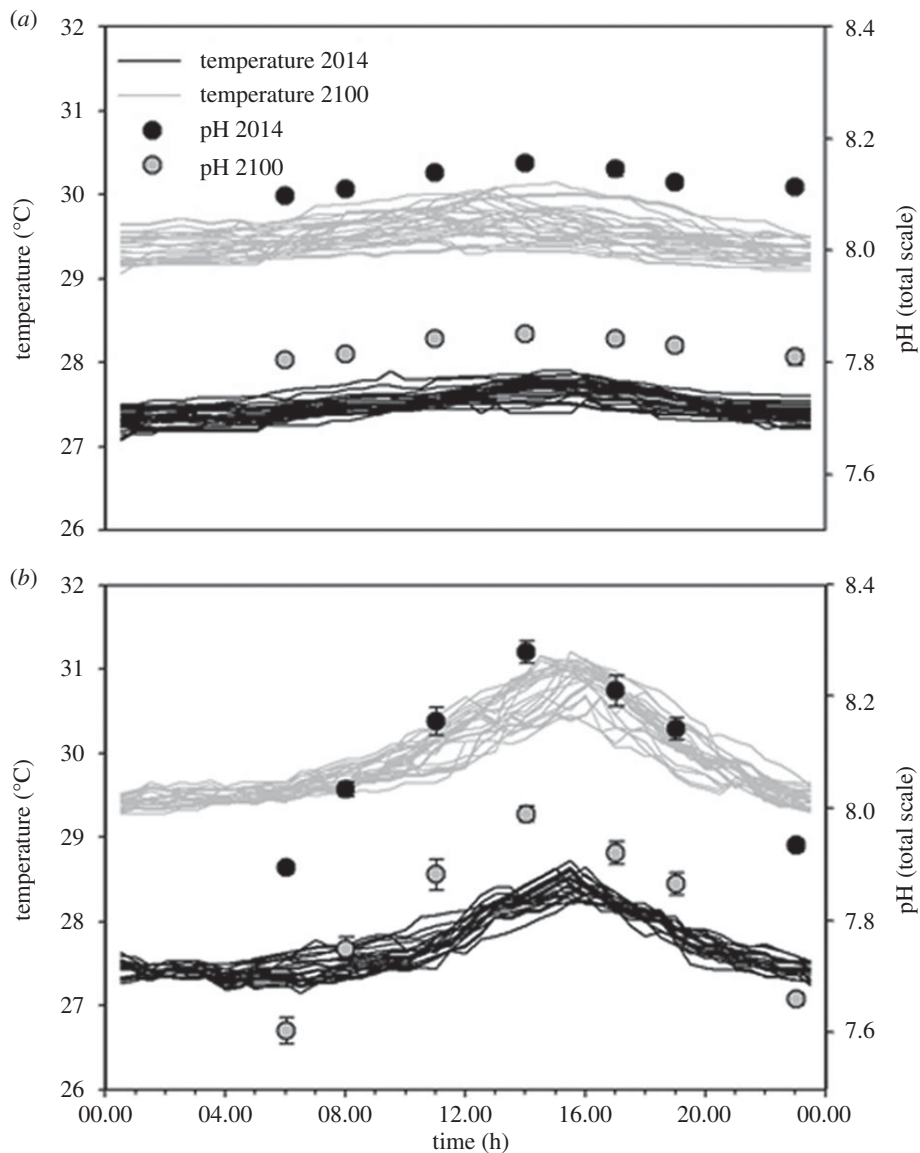 (a)
32
31
30
29
28
27
26
temperature (°C)
temperature 2014
temperature 2100
pH 2014
pH 2100
8.4
8.2
8.0
7.8
7.6
pH (total scale)
(b)
32
31
30
29
28
27
26
temperature (°C)
8.4
8.2
8.0
7.8
7.6
pH (total scale)
00.00 04.00 08.00 12.00 16.00 20.00 00.00
time (h)